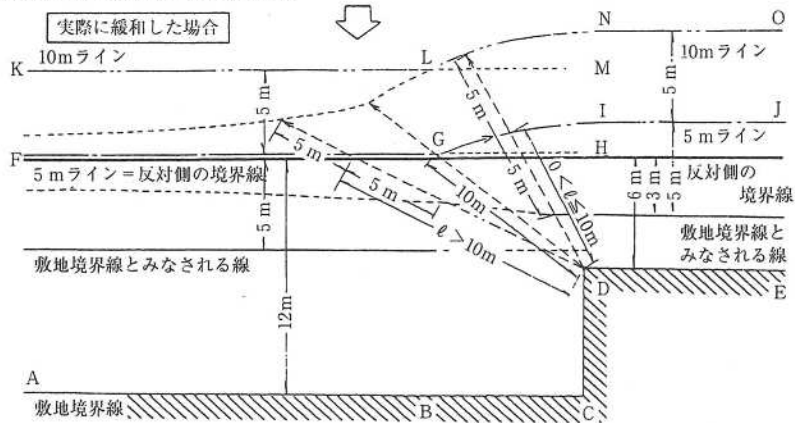 実際に緩和した場合
N O
10mライン
L
10mライン
K
M
5m
5m
5m
I
J
G
5mライン
F
H
5m
5m
5mライン=反対側の境界線
反対側の
境界線
6m
3m
5m
0<ℓ≦10m
10m
5m
5m
ℓ>10m
敷地境界線とみなされる線
敷地境界線と
みなされる線
D
E
12m
A
敷地境界線
B
C